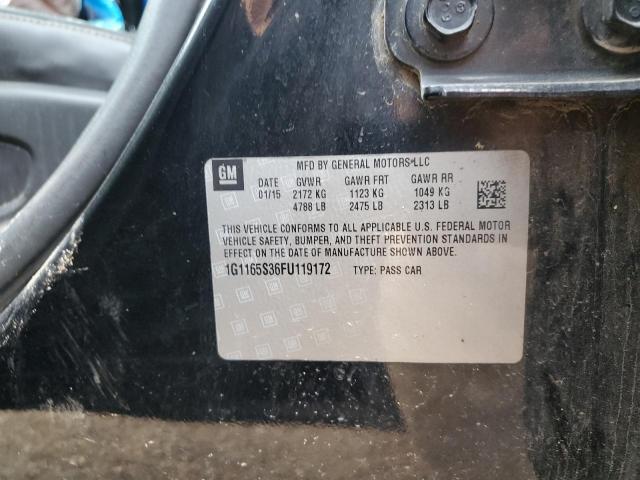 GM
MFD BY GENERAL MOTORS LLC
DATE GVWR GAWR FRT GAWR RR
01/15 2172 KG 1123 KG 1049 KG
4788 LB 2475 LB 2313 LB
THIS VEHICLE CONFORMS TO ALL APPLICABLE U.S. FEDERAL MOTOR
VEHICLE SAFETY, BUMPER, AND THEFT PREVENTION STANDARDS IN
EFFECT ON THE DATE OF MANUFACTURE SHOWN ABOVE.
1G1165S36FU119172 TYPE: PASS CAR